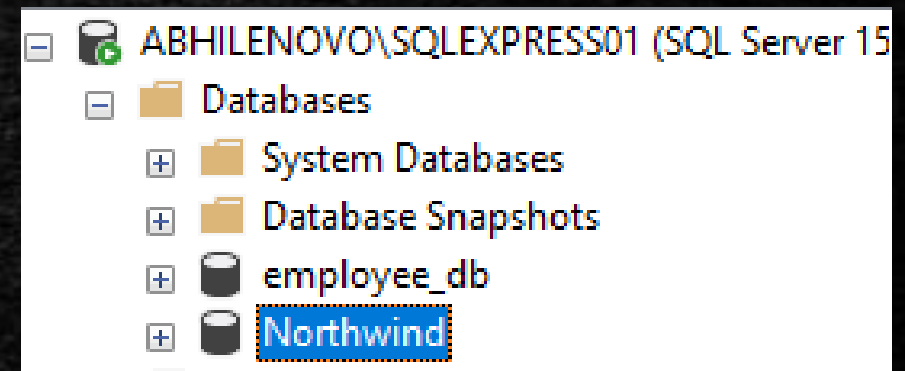 ABHILENOVO\SQLEXPRESS01 (SQL Server 15
Databases
System Databases
Database Snapshots
employee_db
Northwind